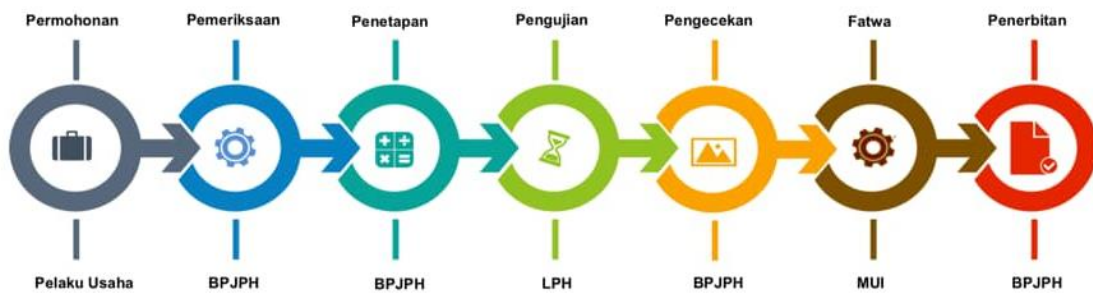 Permohonan
Pemeriksaan
Penetapan
Pengujian
Pengecekan
Fatwa
Penerbitan
Pelaku Usaha
BPJPH
BPJPH
LPH
BPJPH
MUI
BPJPH